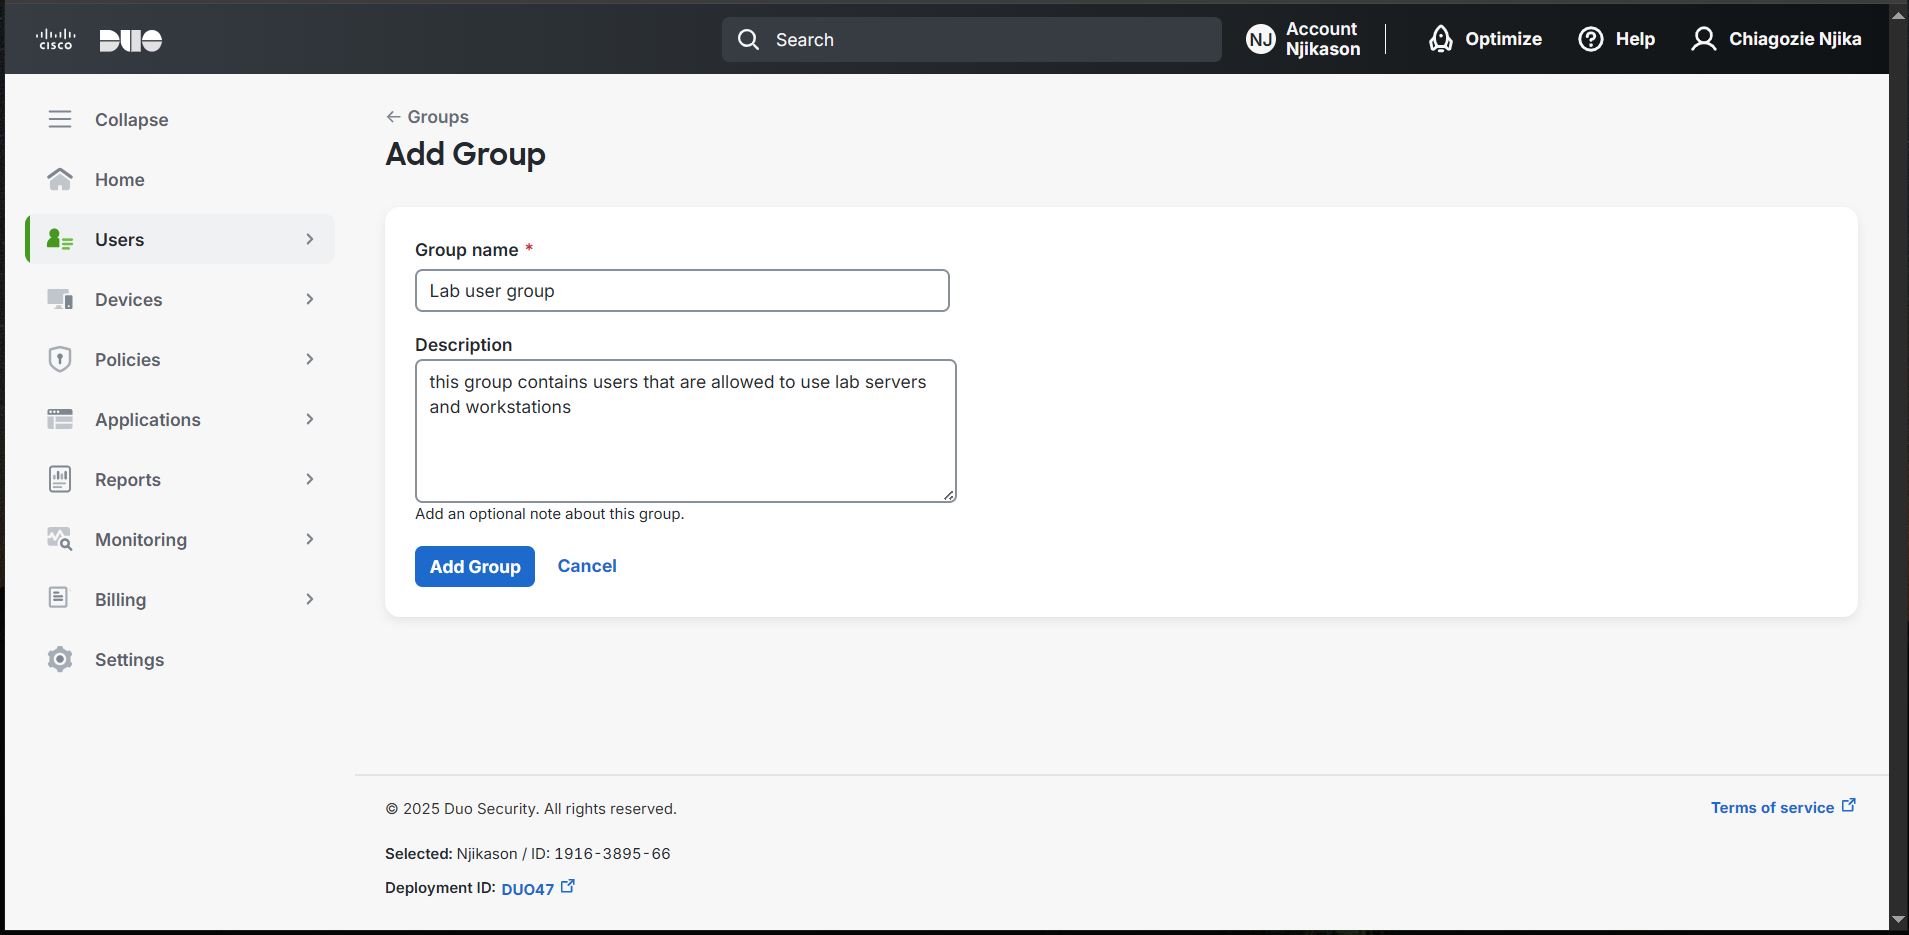 CISCO DUO
Search
NJ
Account
Njikason
Optimize
Help
Chiagozie Njika
Collapse
Home
Users
Devices
Policies
Applications
Reports
Monitoring
Billing
Settings
← Groups
Add Group
Group name *
Lab user group
Description
this group contains users that are allowed to use lab servers
and workstations
Add an optional note about this group.
Add Group Cancel
© 2025 Duo Security. All rights reserved.
Terms of service
Selected: Njikason / ID: 1916-3895-66
Deployment ID: DUO47